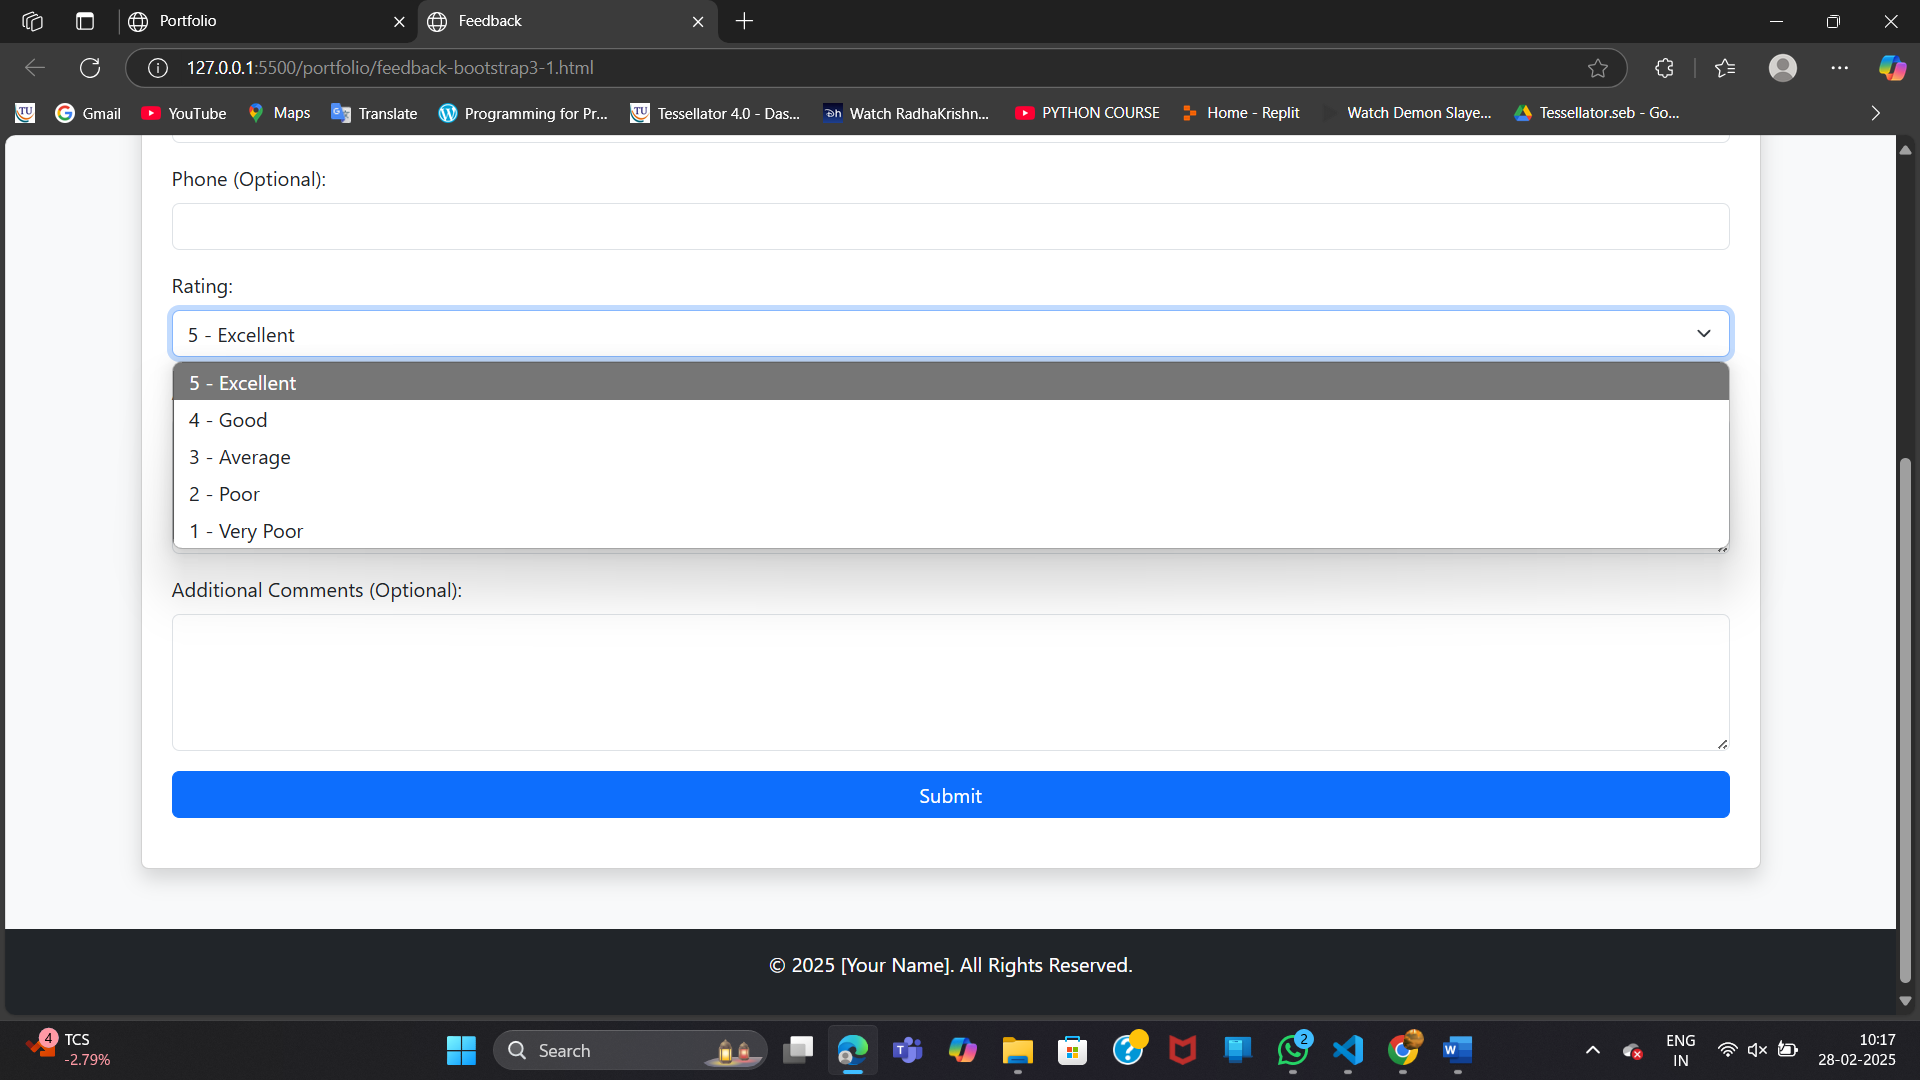 Portfolio
Feedback
127.0.0.1:5500/portfolio/feedback-bootstrap3-1.html
TU
Gmail
YouTube
Maps
Translate
Programming for Pr...
TU
Tessellator 4.0 - Das...
Watch RadhaKrishn...
PYTHON COURSE
Home - Replit
Watch Demon Slaye...
Tessellator.seb - Go...
Phone (Optional):
Rating:
5 - Excellent
5 - Excellent
4 - Good
3 - Average
2 - Poor
1 - Very Poor
Additional Comments (Optional):
Submit
© 2025 [Your Name]. All Rights Reserved.
4
TCS
-2.79%
Search
2
ENG
IN
10:17
28-02-2025